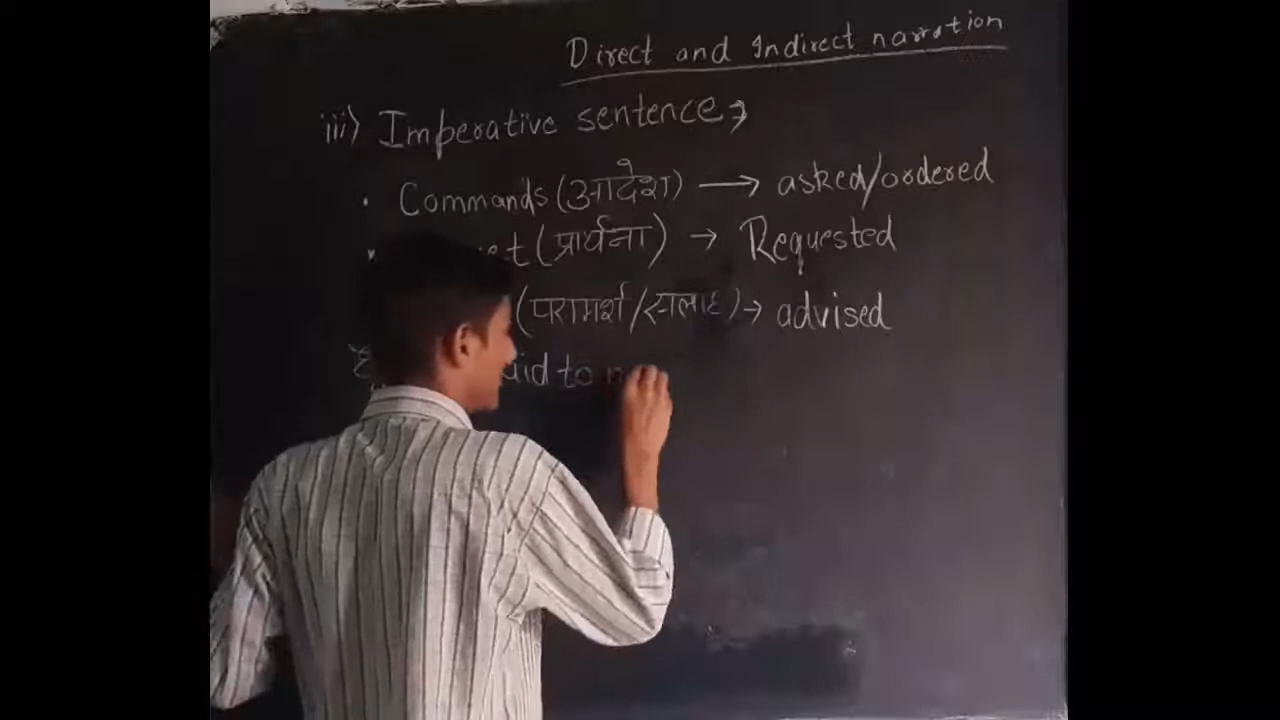 Direct and Indirect narration
iii) Imperative sentence →
• Commands (आदेश) → asked/ordered
(प्रार्थना) → Requested
(परामर्श/सलाह) → advised
to